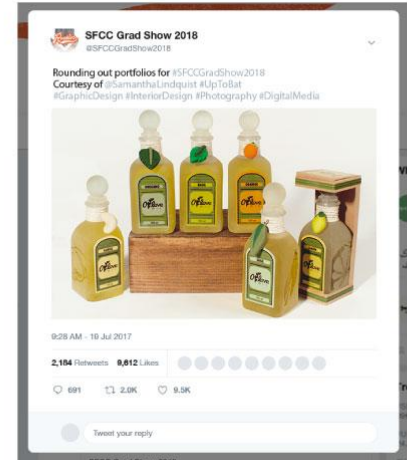 SFCC Grad Show 2018
@SFCCGradShow2018
Rounding out portfolios for #SFCCGradShow2018
Courtesy of @SamanthaLindquist #UpToBat
#GraphicDesign #InteriorDesign #Photography #DigitalMedia
9:28 AM - 19 Jul 2017
2,184 Retweets 9,612 Likes
691 2.0K 9.5K
Tweet your reply